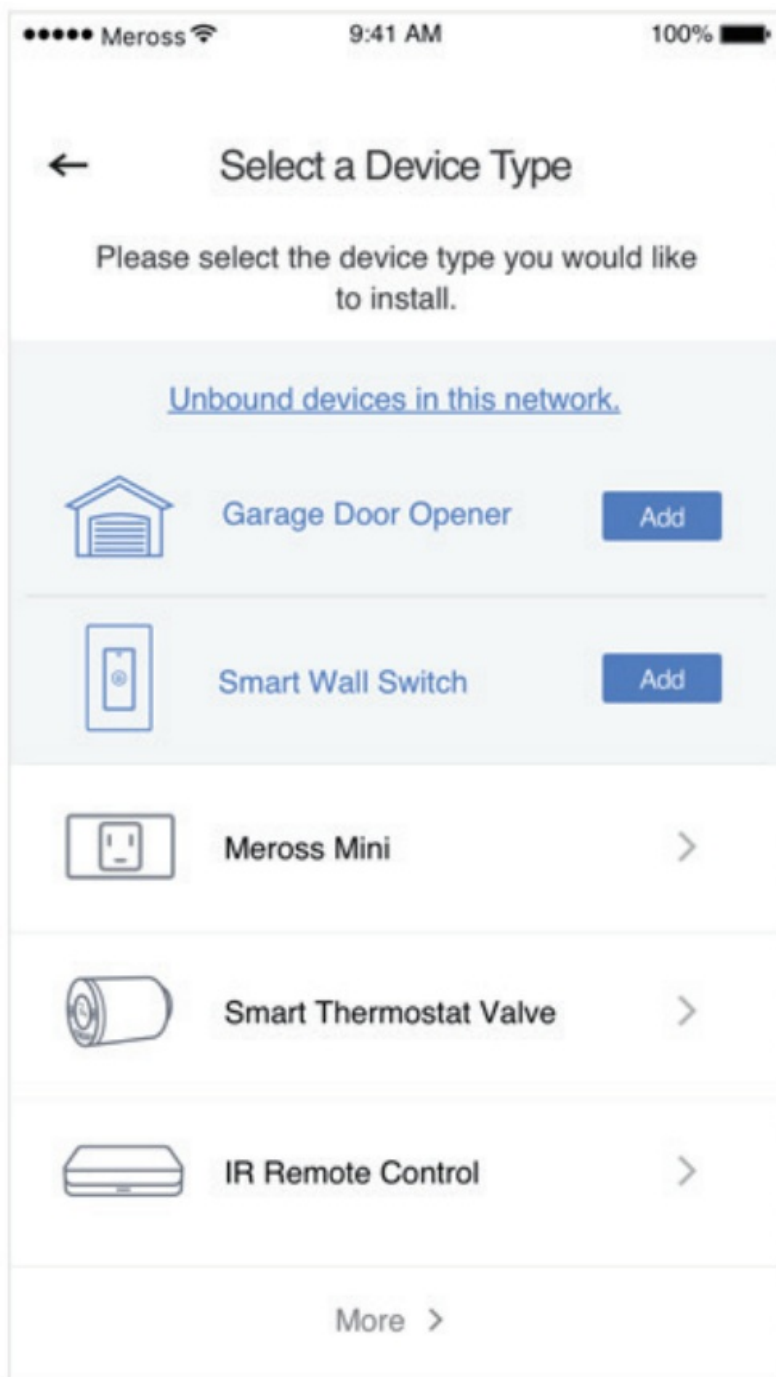 Meross 9:41 AM 100%
Select a Device Type
Please select the device type you would like
to install.
Unbound devices in this network.
Garage Door Opener Add
Smart Wall Switch Add
Meross Mini
Smart Thermostat Valve
IR Remote Control
More